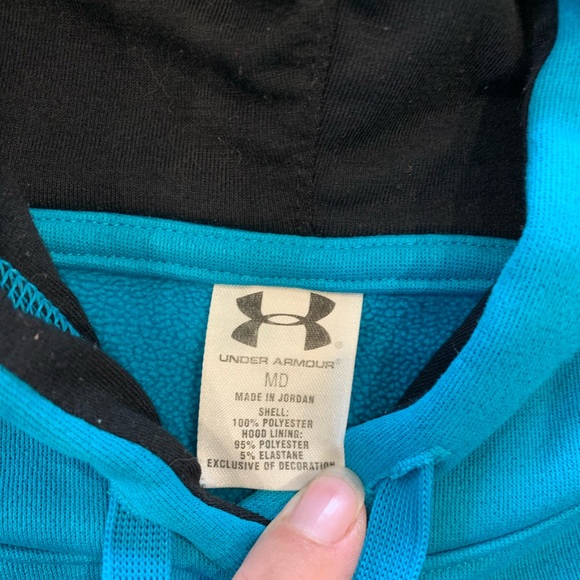 UNDER ARMOUR®
MD
MADE IN JORDAN
SHELL:
100% POLYESTER
HOOD LINING:
95% POLYESTER
5% ELASTANE
EXCLUSIVE OF DECORATION